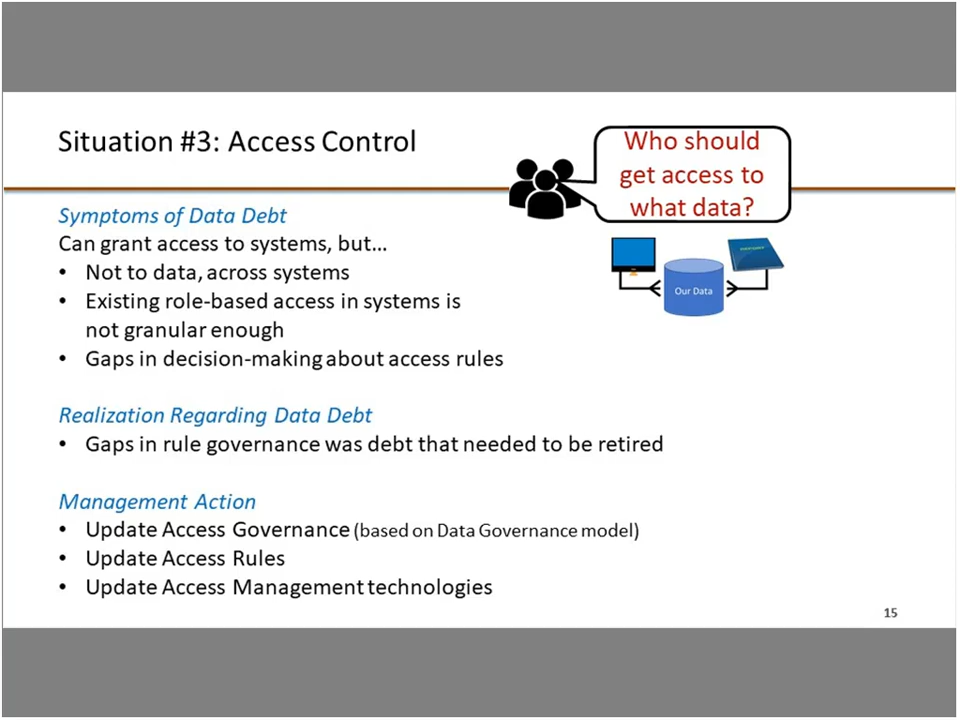 Situation #3: Access Control
Who should
get access to
what data?
Symptoms of Data Debt
Can grant access to systems, but...
• Not to data, across systems
• Existing role-based access in systems is
not granular enough
• Gaps in decision-making about access rules
Our Data
Realization Regarding Data Debt
• Gaps in rule governance was debt that needed to be retired
Management Action
• Update Access Governance (based on Data Governance model)
• Update Access Rules
• Update Access Management technologies
15